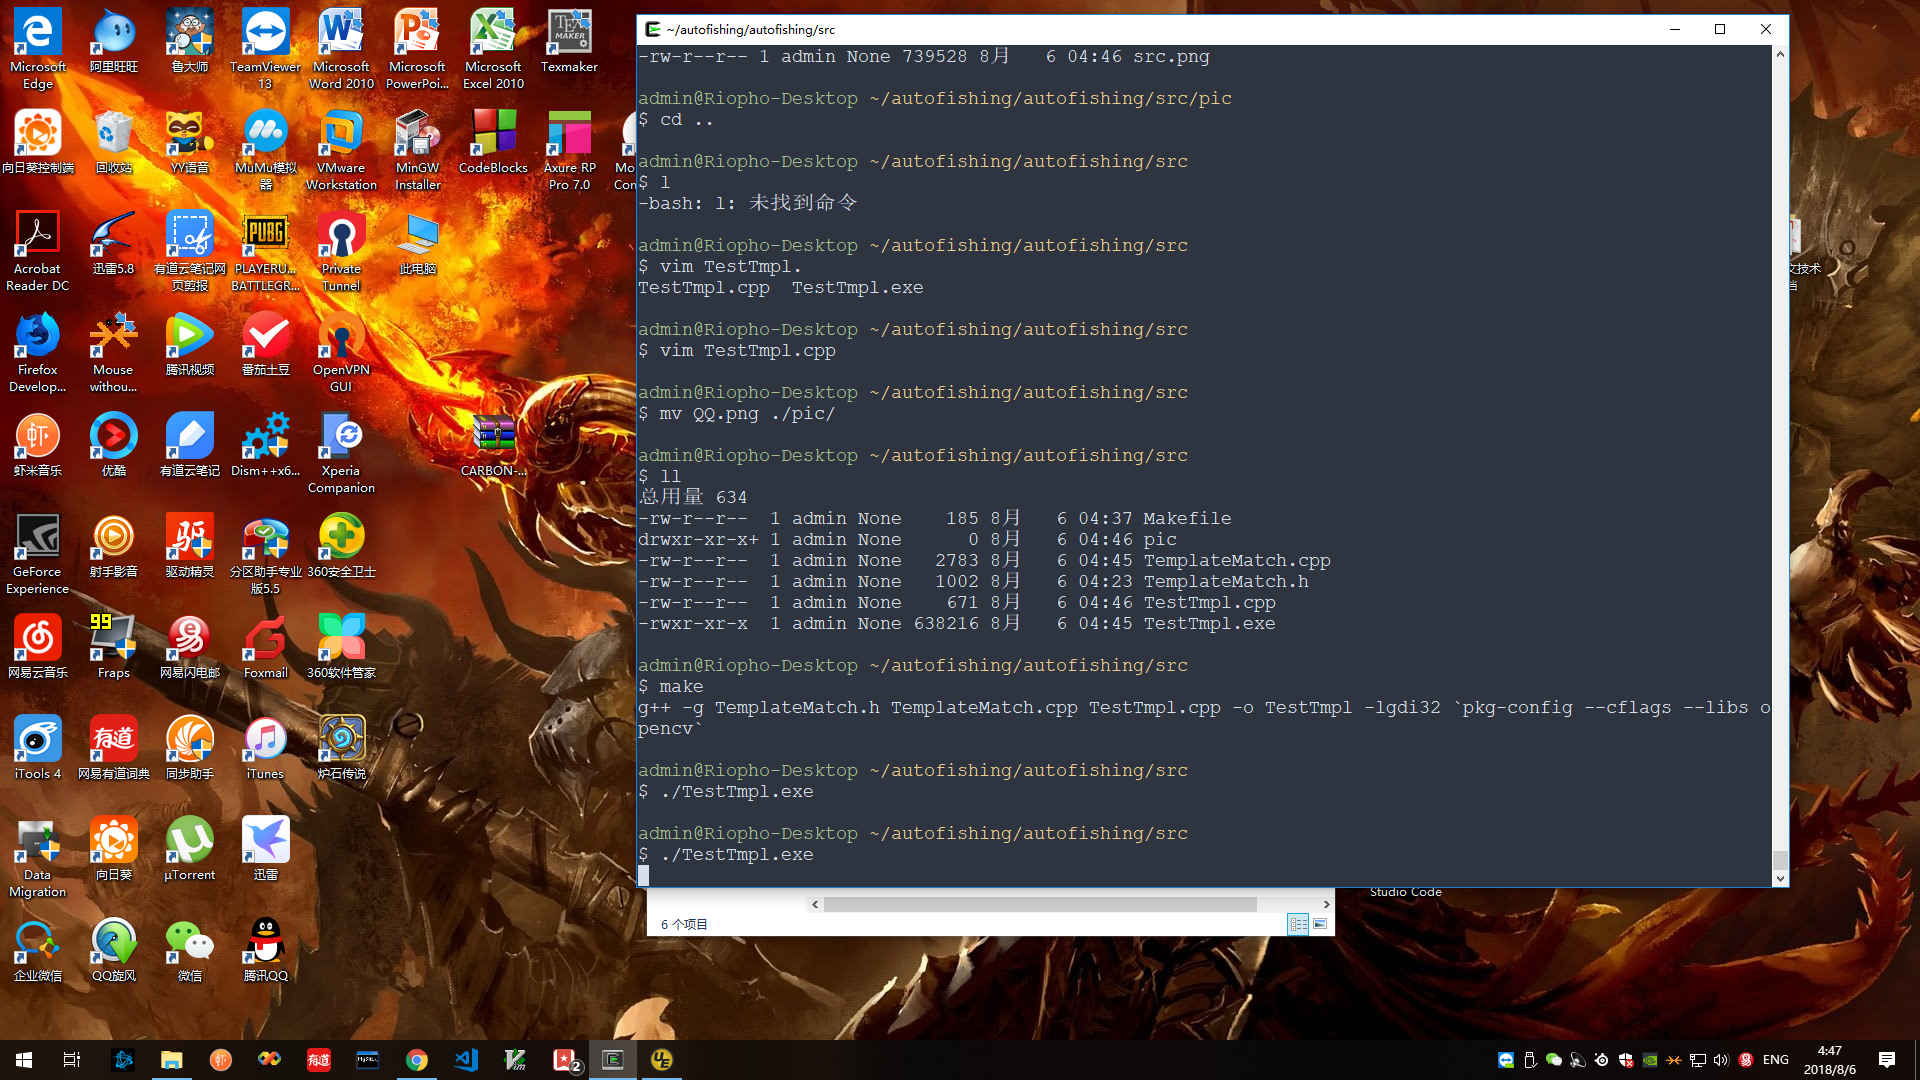 Microsoft
Edge
阿里旺旺
鲁大师
TeamViewer
13
Microsoft
Word 2010
Microsoft
PowerPoi...
Microsoft
Excel 2010
TEX
MAKER
Texmaker
向日葵控制端
回收站
YY语音
MuMu模拟
器
VMware
Workstation
MinGW
Installer
CodeBlocks
Axure RP
Pro 7.0
Mo
Con
Acrobat
Reader DC
迅雷5.8
有道云笔记网
页剪报
PUBG
PLAYERU...
BATTLEGR...
Private
Tunnel
此电脑
Firefox
Develop...
Mouse
withou...
腾讯视频
番茄土豆
OpenVPN
GUI
虾
虾米音乐
优酷
有道云笔记
Dism++x6...
Xperia
Companion
CARBON-...
GeForce
Experience
射手影音
驱
驱动精灵
分区助手专业
版5.5
360安全卫士
网易云音乐
99
Fraps
网易闪电邮
Foxmail
360软件管家
iTools 4
有道
网易有道词典
同步助手
iTunes
炉石传说
Data
Migration
向日葵
µTorrent
迅雷
企业微信
QQ旋风
微信
腾讯QQ
~/autofishing/autofishing/src
-rw-r--r-- 1 admin None 739528 8月   6 04:46 src.png
admin@Riopho-Desktop ~/autofishing/autofishing/src/pic
$ cd ..
admin@Riopho-Desktop ~/autofishing/autofishing/src
$ l
-bash: l: 未找到命令
admin@Riopho-Desktop ~/autofishing/autofishing/src
$ vim TestTmpl.
TestTmpl.cpp  TestTmpl.exe
admin@Riopho-Desktop ~/autofishing/autofishing/src
$ vim TestTmpl.cpp
admin@Riopho-Desktop ~/autofishing/autofishing/src
$ mv QQ.png ./pic/
admin@Riopho-Desktop ~/autofishing/autofishing/src
$ ll
总用量 634
-rw-r--r--  1 admin None    185 8月   6 04:37 Makefile
drwxr-xr-x+ 1 admin None      0 8月   6 04:46 pic
-rw-r--r--  1 admin None   2783 8月   6 04:45 TemplateMatch.cpp
-rw-r--r--  1 admin None   1002 8月   6 04:23 TemplateMatch.h
-rw-r--r--  1 admin None    671 8月   6 04:46 TestTmpl.cpp
-rwxr-xr-x  1 admin None 638216 8月   6 04:45 TestTmpl.exe
admin@Riopho-Desktop ~/autofishing/autofishing/src
$ make
g++ -g TemplateMatch.h TemplateMatch.cpp TestTmpl.cpp -o TestTmpl -lgdi32 `pkg-config --cflags --libs o
pencv`
admin@Riopho-Desktop ~/autofishing/autofishing/src
$ ./TestTmpl.exe
admin@Riopho-Desktop ~/autofishing/autofishing/src
$ ./TestTmpl.exe
文技术
档
Studio Code
6 个项目
有道
MySQL
2
UE
ENG
4:47
2018/8/6